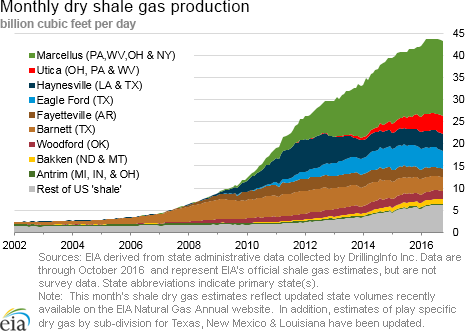 Monthly dry shale gas production
billion cubic feet per day
Marcellus (PA,WV,OH & NY)
Utica (OH, PA & WV)
Haynesville (LA & TX)
Eagle Ford (TX)
Fayetteville (AR)
Barnett (TX)
Woodford (OK)
Bakken (ND & MT)
Antrim (MI, IN, & OH)
Rest of US 'shale'
45
40
35
30
25
20
15
10
5
0
2002 2004 2006 2008 2010 2012 2014 2016
Sources: EIA derived from state administrative data collected by DrillingInfo Inc. Data are
through October 2016 and represent EIA's official shale gas estimates, but are not
survey data. State abbreviations indicate primary state(s).
Note: This month's shale dry gas estimates reflect updated state volumes recently
available on the EIA Natural Gas Annual website. In addition, estimates of play specific
dry gas by sub-division for Texas, New Mexico & Louisiana have been updated.
eia